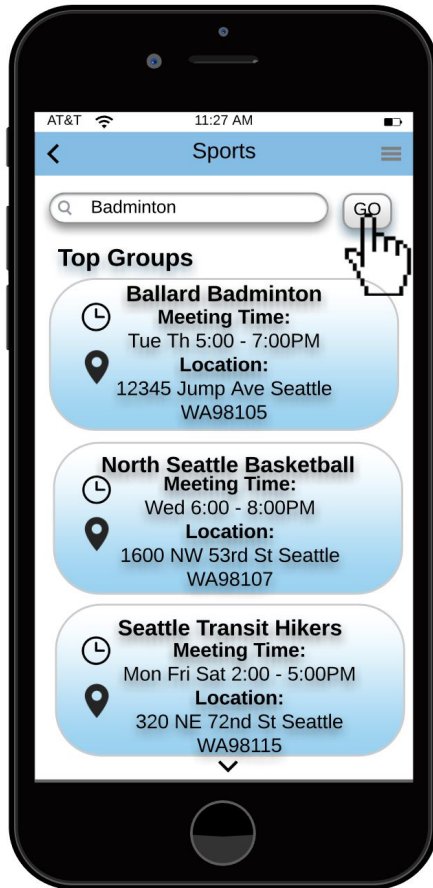 AT&T 11:27 AM
Sports
Badminton GO
Top Groups
Ballard Badminton
Meeting Time:
Tue Th 5:00 - 7:00PM
Location:
12345 Jump Ave Seattle
WA98105
North Seattle Basketball
Meeting Time:
Wed 6:00 - 8:00PM
Location:
1600 NW 53rd St Seattle
WA98107
Seattle Transit Hikers
Meeting Time:
Mon Fri Sat 2:00 - 5:00PM
Location:
320 NE 72nd St Seattle
WA98115